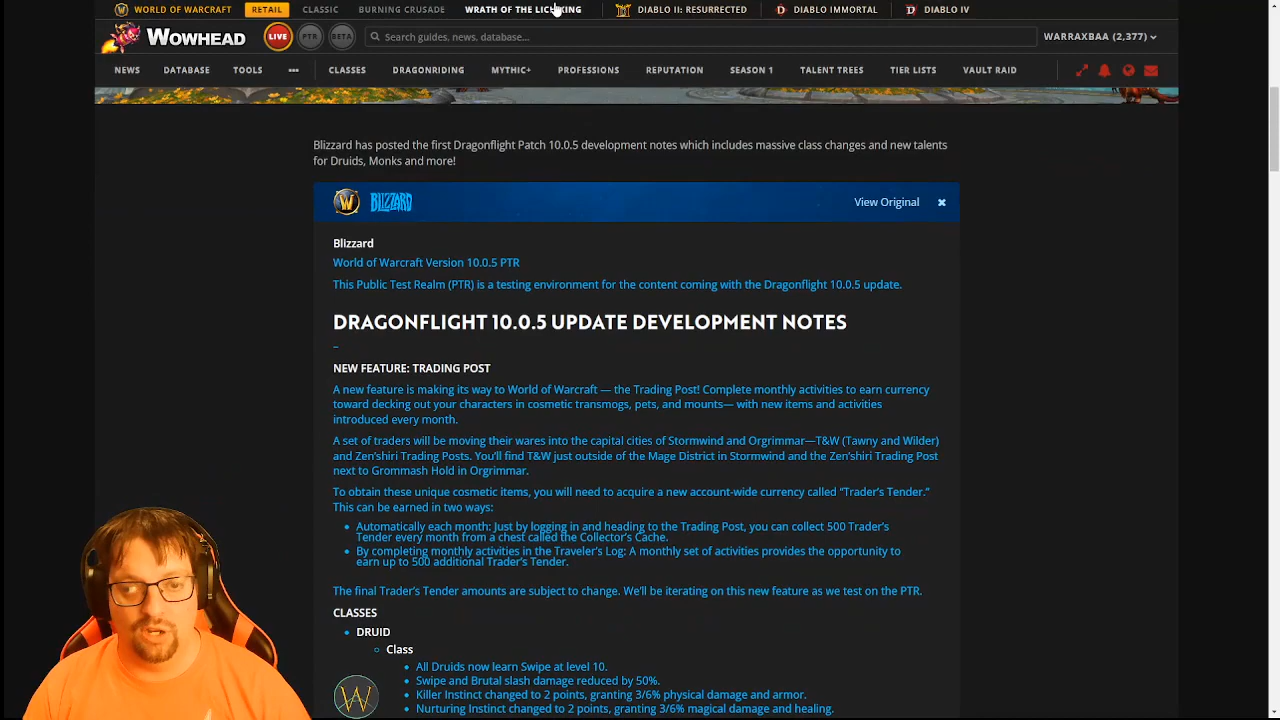 WORLD OF WARCRAFT RETAIL CLASSIC BURNING CRUSADE WRATH OF THE LICH KING DIABLO II: RESURRECTED DIABLO IMMORTAL DIABLO IV
WOWHEAD LIVE PTR BETA Search guides, news, database... WARRAXBAA (2,377)
NEWS DATABASE TOOLS ••• CLASSES DRAGONRIDING MYTHIC+ PROFESSIONS REPUTATION SEASON 1 TALENT TREES TIER LISTS VAULT RAID
Blizzard has posted the first Dragonflight Patch 10.0.5 development notes which includes massive class changes and new talents
for Druids, Monks and more!
W BLIZZARD View Original
Blizzard
World of Warcraft Version 10.0.5 PTR
This Public Test Realm (PTR) is a testing environment for the content coming with the Dragonflight 10.0.5 update.
DRAGONFLIGHT 10.0.5 UPDATE DEVELOPMENT NOTES
–
NEW FEATURE: TRADING POST
A new feature is making its way to World of Warcraft — the Trading Post! Complete monthly activities to earn currency
toward decking out your characters in cosmetic transmogs, pets, and mounts— with new items and activities
introduced every month.
A set of traders will be moving their wares into the capital cities of Stormwind and Orgrimmar—T&W (Tawny and Wilder)
and Zen'shiri Trading Posts. You'll find T&W just outside of the Mage District in Stormwind and the Zen'shiri Trading Post
next to Grommash Hold in Orgrimmar.
To obtain these unique cosmetic items, you will need to acquire a new account-wide currency called "Trader's Tender."
This can be earned in two ways:
• Automatically each month: Just by logging in and heading to the Trading Post, you can collect 500 Trader's
Tender every month from a chest called the Collector's Cache.
• By completing monthly activities in the Traveler's Log: A monthly set of activities provides the opportunity to
earn up to 500 additional Trader's Tender.
The final Trader's Tender amounts are subject to change. We'll be iterating on this new feature as we test on the PTR.
CLASSES
• DRUID
Class
• All Druids now learn Swipe at level 10.
• Swipe and Brutal slash damage reduced by 50%.
• Killer Instinct changed to 2 points, granting 3/6% physical damage and armor.
• Nurturing Instinct changed to 2 points, granting 3/6% magical damage and healing.
W